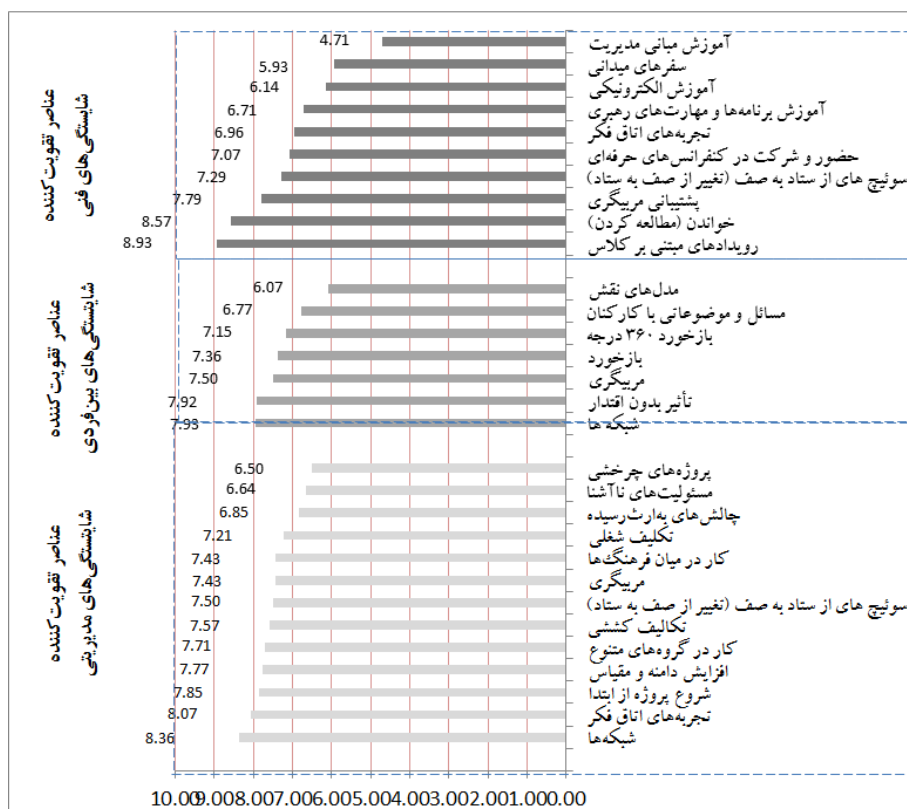 عناصر تقویت کننده
شایستگی‌های فنی
4.71 آموزش مبانی مدیریت
5.93 سفرهای میدانی
6.14 آموزش الکترونیکی
6.71 آموزش برنامه‌ها و مهارت‌های رهبری
6.96 تجربه‌های اتاق فکر
7.07 حضور و شرکت در کنفرانس‌های حرفه‌ای
7.29 سوئیچ های از ستاد به صف (تغییر از صف به ستاد)
7.79 پشتیبانی مربیگری
8.57 خواندن (مطالعه کردن)
8.93 رویدادهای مبتنی بر کلاس
عناصر تقویت کننده
شایستگی‌های بین‌فردی
6.07 مدل‌های نقش
6.77 مسائل و موضوعاتی با کارکنان
7.15 بازخورد ۳۶۰ درجه
7.36 بازخورد
7.50 مربیگری
7.92 تأثیر بدون اقتدار
7.93 شبکه ها
عناصر تقویت کننده
شایستگی‌های مدیریتی
6.50 پروژه‌های چرخشی
6.64 مسئولیت‌های ناآشنا
6.85 چالش‌های به‌ارث‌رسیده
7.21 تکلیف شغلی
7.43 کار در میان فرهنگ‌ها
7.43 مربیگری
7.50 سوئیچ های از ستاد به صف (تغییر از صف به ستاد)
7.57 تکالیف کششی
7.71 کار در گروه‌های متنوع
7.77 افزایش دامنه و مقیاس
7.85 شروع پروژه از ابتدا
8.07 تجربه‌های اتاق فکر
8.36 شبکه‌ها
10.00 9.00 8.00 7.00 6.00 5.00 4.00 3.00 2.00 1.00 0.00